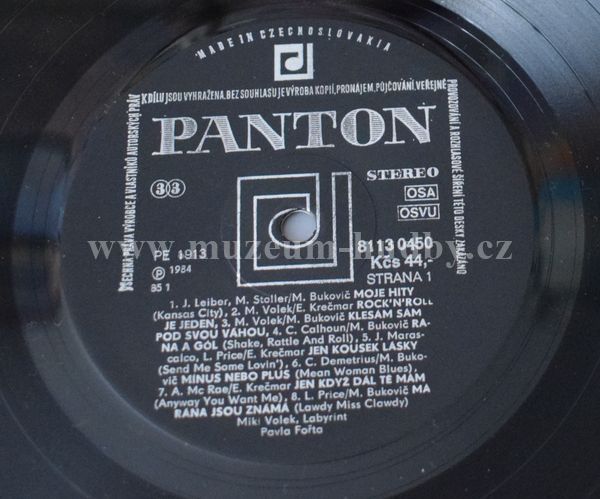 MADE IN CZECHOSLOVAKIA
VŠECHNA PRÁVA VÝROBCE A VLASTNÍKŮ AUTORSKÝCH PRÁV
K DÍLU JSOU VYHRAŽENA. BEZ SOUHLASU JE VÝROBA KOPIÍ, PRONÁJEM, PŮJČOVÁNÍ, VEŘEJNÉ
PROVOZOVÁNÍ A ROZHLASOVÉ ŠÍŘENÍ TÉTO DESKY ZAKÁZÁNO
PANTON
STEREO
33
OSA
OSVU
PE 1913
℗ 1984
85 1
8113 0450
Kčs 44,-
STRANA 1
www.muzeum-hudby.cz
1. J. Leiber, M. Stoller/M. Bukovič MOJE HITY
(Kansas City), 2. M. Volek/E. Krečmar ROCK'N'ROLL
JE JEDEN, 3. M. Volek/M. Bukovič KLESÁM SÁM
POD SVOU VÁHOU, 4. C. Calhoun/M. Bukovič RÁ-
NA A GÓL (Shake, Rattle And Roll), 5. J. Maras-
calco, L. Price/E. Krečmar JEN KOUSEK LÁSKY
(Send Me Some Lovin'), 6. C. Demetrius/M. Buko-
vič MINUS NEBO PLUS (Mean Woman Blues),
7. A. Mc Rae/E. Krečmar JEN KDYŽ DÁL TĚ MÁM
(Anyway You Want Me), 8. L. Price/M. Bukovič MÁ
RÁNA JSOU ZNÁMÁ (Lawdy Miss Clawdy)
Miki Volek, Labyrint
Pavla Fořta